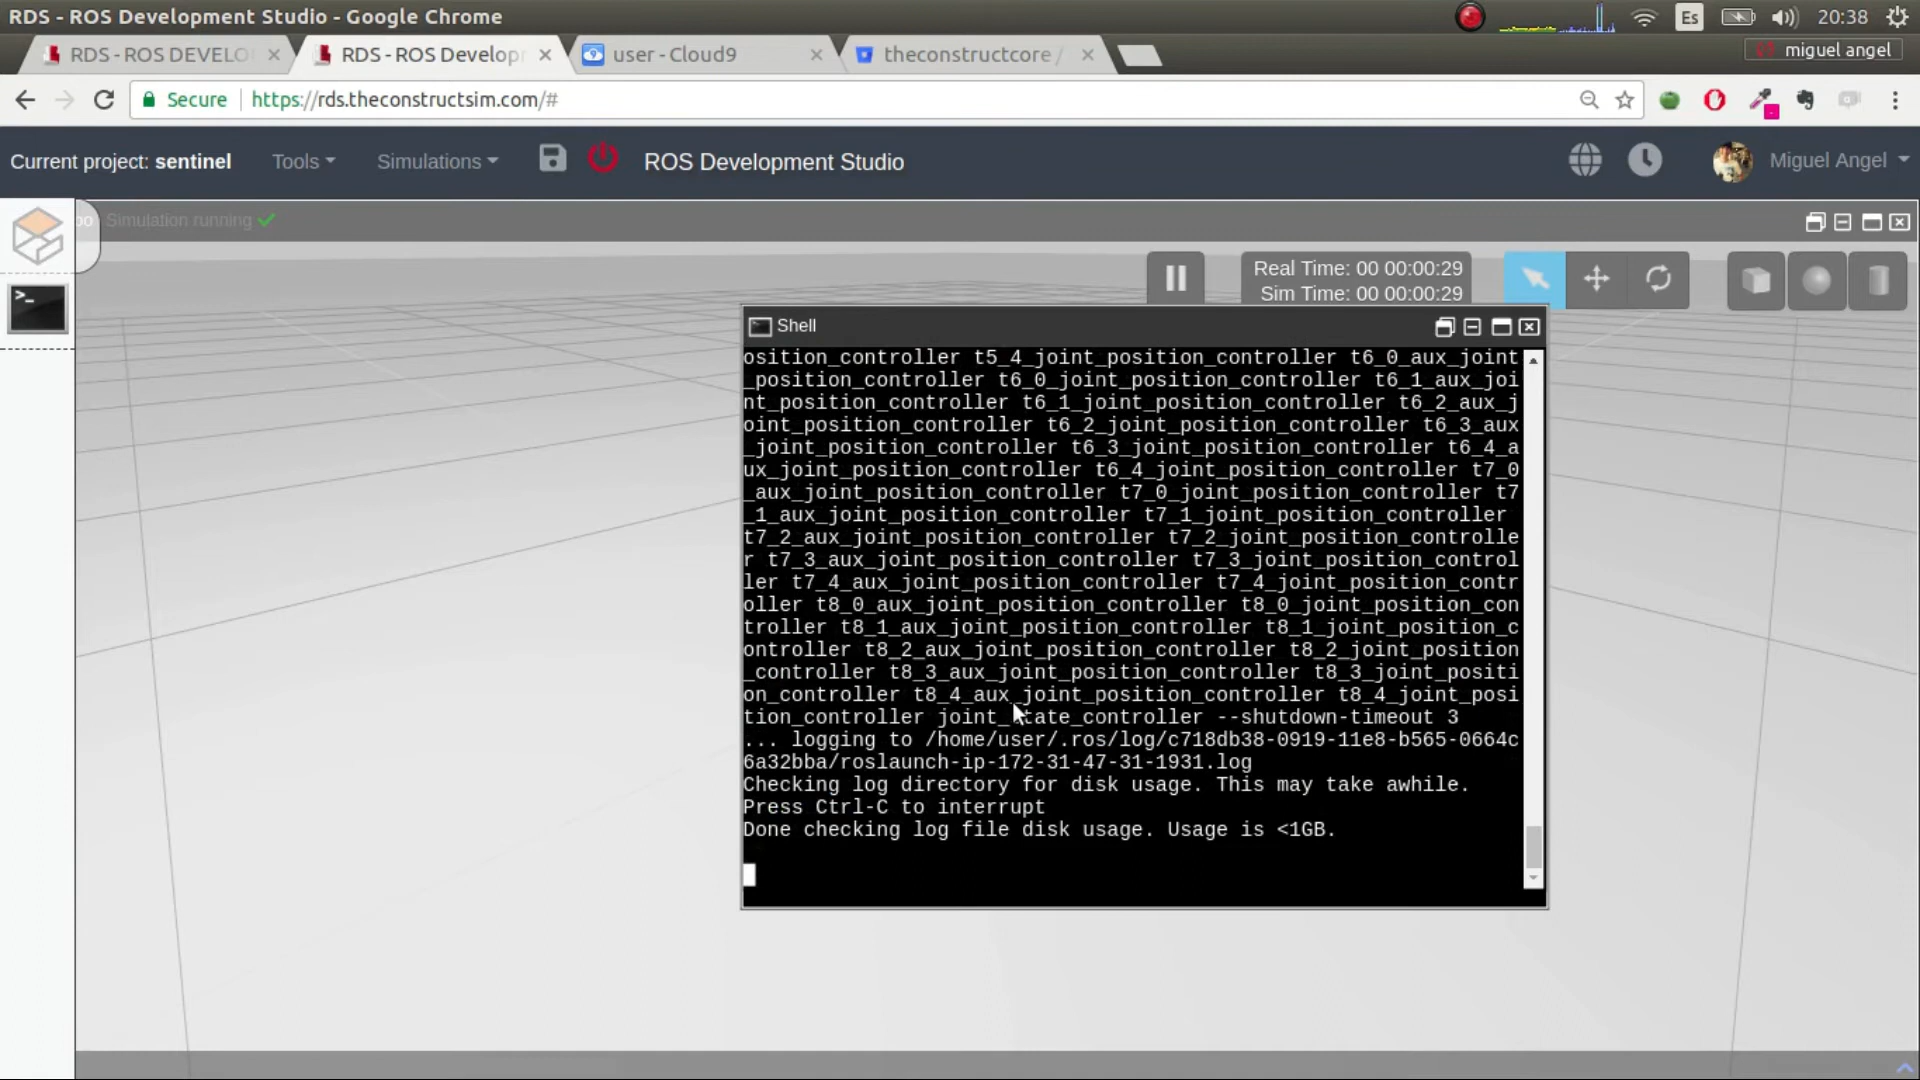 RDS - ROS Development Studio - Google Chrome
Es
20:38
RDS - ROS DEVELO
RDS - ROS Develop
user - Cloud9
theconstructcore /
miguel angel
Secure
https://rds.theconstructsim.com/#
Current project: sentinel
Tools
Simulations
ROS Development Studio
Miguel Angel
bo
Simulation running
Real Time: 00 00:00:29
Sim Time: 00 00:00:29
Shell
osition_controller t5_4_joint_position_controller t6_0_aux_joint
_position_controller t6_0_joint_position_controller t6_1_aux_joi
nt_position_controller t6_1_joint_position_controller t6_2_aux_j
oint_position_controller t6_2_joint_position_controller t6_3_aux
_joint_position_controller t6_3_joint_position_controller t6_4_a
ux_joint_position_controller t6_4_joint_position_controller t7_0
_aux_joint_position_controller t7_0_joint_position_controller t7
_1_aux_joint_position_controller t7_1_joint_position_controller
t7_2_aux_joint_position_controller t7_2_joint_position_controlle
r t7_3_aux_joint_position_controller t7_3_joint_position_control
ler t7_4_aux_joint_position_controller t7_4_joint_position_contr
oller t8_0_aux_joint_position_controller t8_0_joint_position_con
troller t8_1_aux_joint_position_controller t8_1_joint_position_c
ontroller t8_2_aux_joint_position_controller t8_2_joint_position
_controller t8_3_aux_joint_position_controller t8_3_joint_positi
on_controller t8_4_aux_joint_position_controller t8_4_joint_posi
tion_controller joint_state_controller --shutdown-timeout 3
... logging to /home/user/.ros/log/c718db38-0919-11e8-b565-0664c
6a32bba/roslaunch-ip-172-31-47-31-1931.log
Checking log directory for disk usage. This may take awhile.
Press Ctrl-C to interrupt
Done checking log file disk usage. Usage is <1GB.